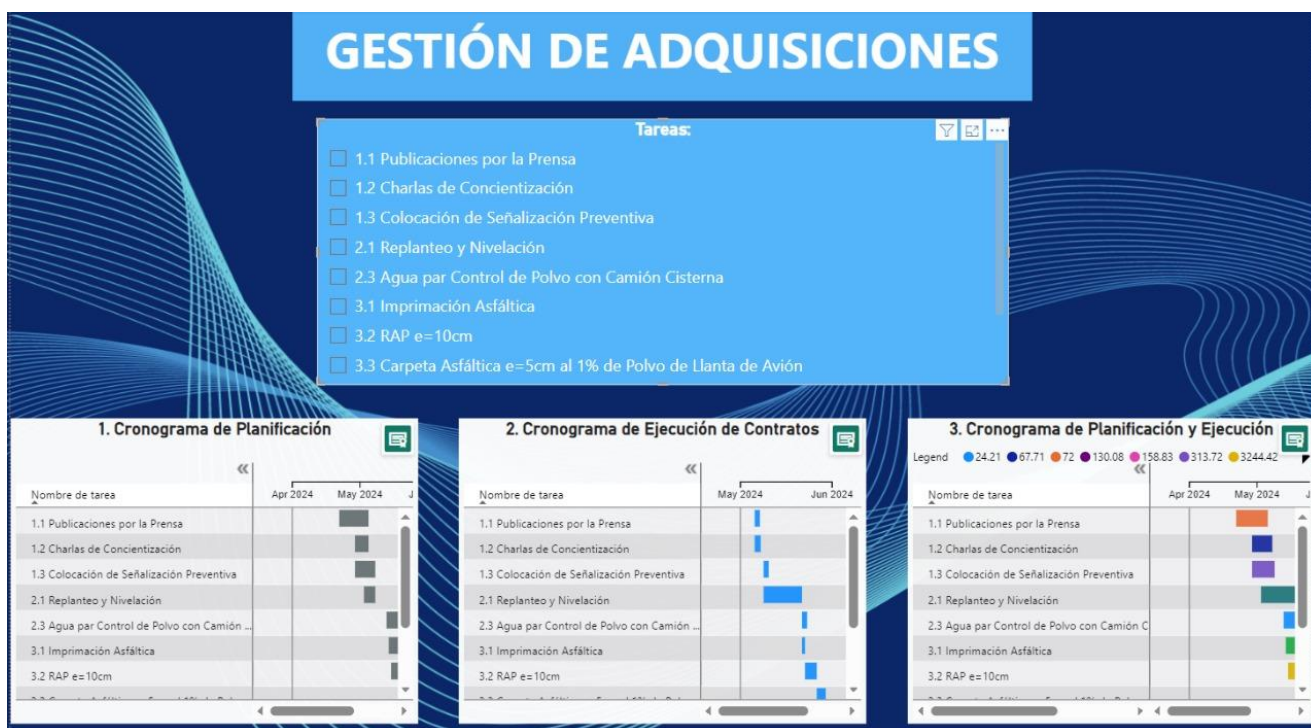 GESTIÓN DE ADQUISICIONES
Tareas:
1.1 Publicaciones por la Prensa
1.2 Charlas de Concientización
1.3 Colocación de Señalización Preventiva
2.1 Replanteo y Nivelación
2.3 Agua par Control de Polvo con Camión Cisterna
3.1 Imprimación Asfáltica
3.2 RAP e=10cm
3.3 Carpeta Asfáltica e=5cm al 1% de Polvo de Llanta de Avión
1. Cronograma de Planificación
Nombre de tarea Apr 2024 May 2024 J
1.1 Publicaciones por la Prensa
1.2 Charlas de Concientización
1.3 Colocación de Señalización Preventiva
2.1 Replanteo y Nivelación
2.3 Agua par Control de Polvo con Camión ...
3.1 Imprimación Asfáltica
3.2 RAP e=10cm
2. Cronograma de Ejecución de Contratos
Nombre de tarea May 2024 Jun 2024
1.1 Publicaciones por la Prensa
1.2 Charlas de Concientización
1.3 Colocación de Señalización Preventiva
2.1 Replanteo y Nivelación
2.3 Agua par Control de Polvo con Camión ...
3.1 Imprimación Asfáltica
3.2 RAP e=10cm
3. Cronograma de Planificación y Ejecución
Legend 24.21 67.71 72 130.08 158.83 313.72 3244.42
Nombre de tarea Apr 2024 May 2024 J
1.1 Publicaciones por la Prensa
1.2 Charlas de Concientización
1.3 Colocación de Señalización Preventiva
2.1 Replanteo y Nivelación
2.3 Agua par Control de Polvo con Camión C
3.1 Imprimación Asfáltica
3.2 RAP e=10cm